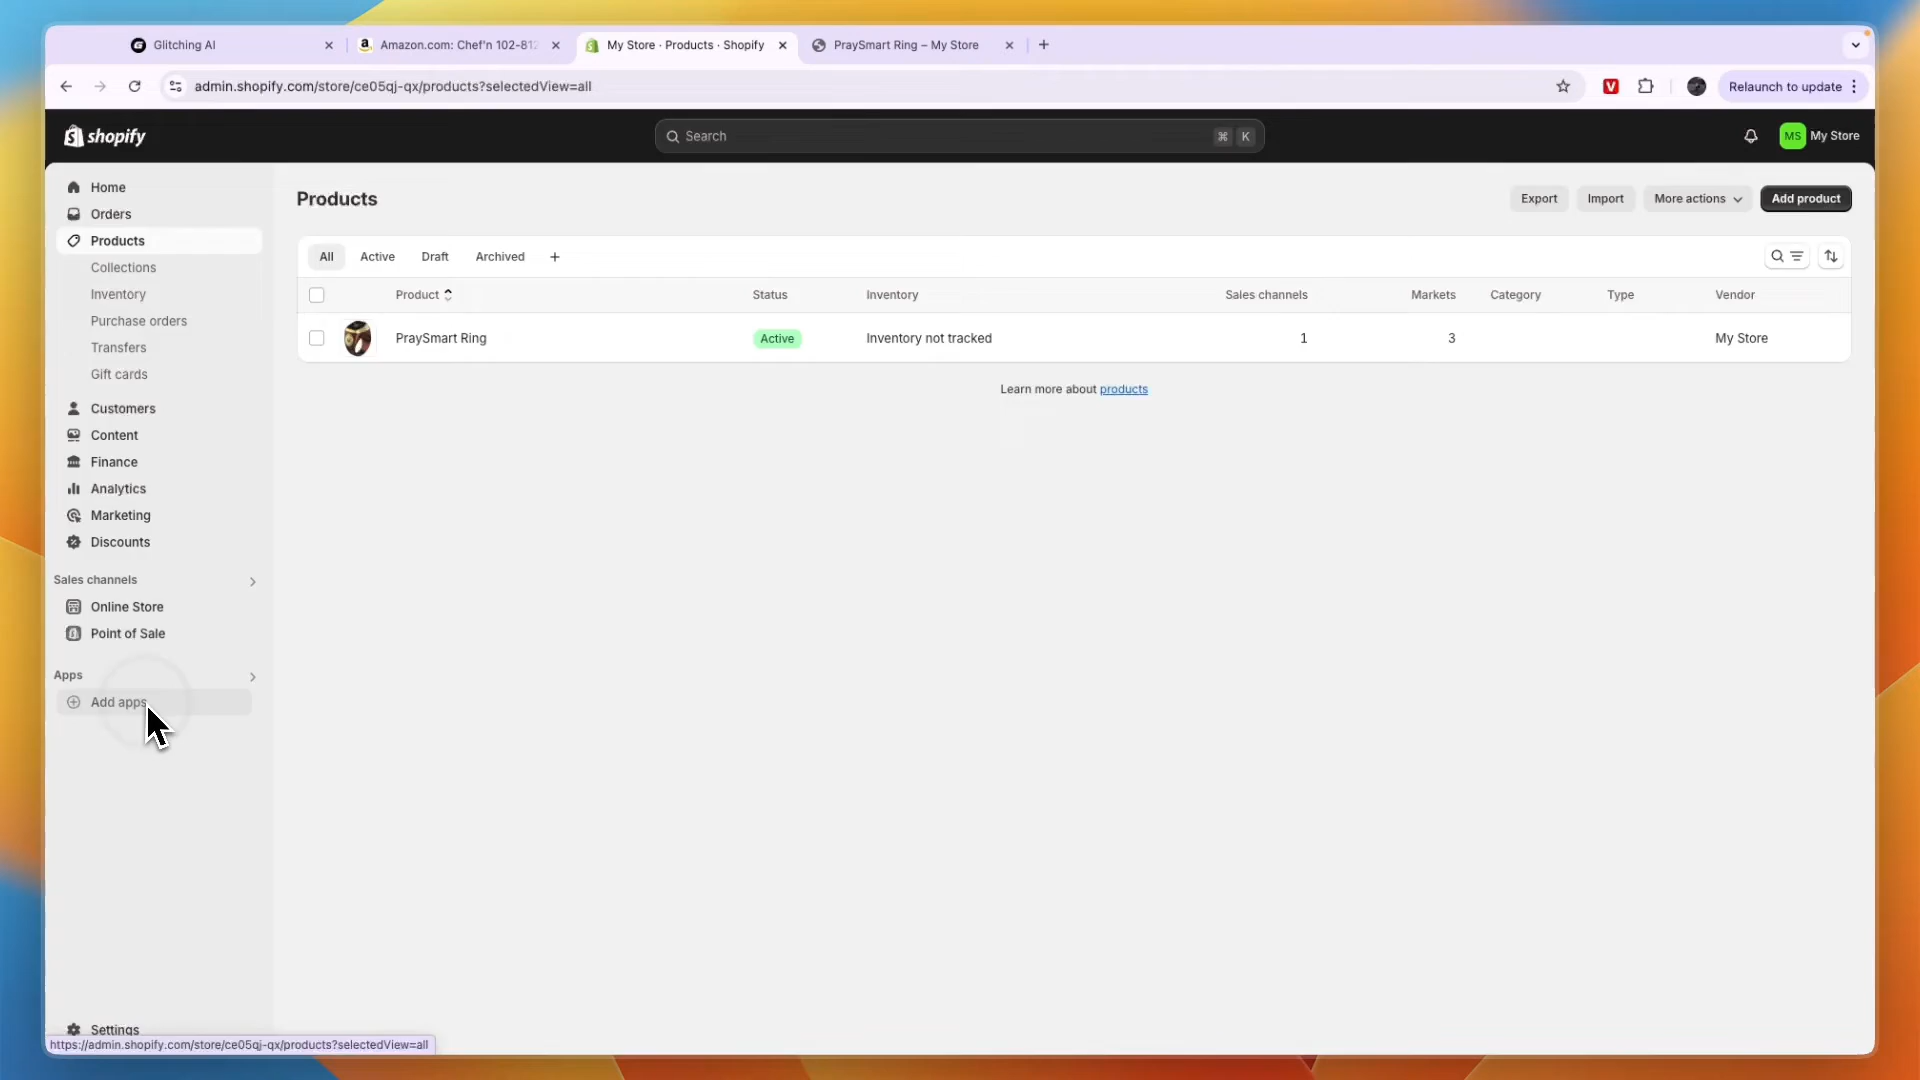 Glitching AI
Amazon.com: Chef'n 102-812
My Store · Products · Shopify
PraySmart Ring – My Store
admin.shopify.com/store/ce05qj-qx/products?selectedView=all
Relaunch to update
shopify
Search
⌘ K
MS My Store
Home
Orders
Products
Collections
Inventory
Purchase orders
Transfers
Gift cards
Customers
Content
Finance
Analytics
Marketing
Discounts
Sales channels
Online Store
Point of Sale
Apps
Add apps
Settings
https://admin.shopify.com/store/ce05qj-qx/products?selectedView=all
Products
Export Import More actions Add product
All Active Draft Archived +
Product Status Inventory Sales channels Markets Category Type Vendor
PraySmart Ring Active Inventory not tracked 1 3 My Store
Learn more about products